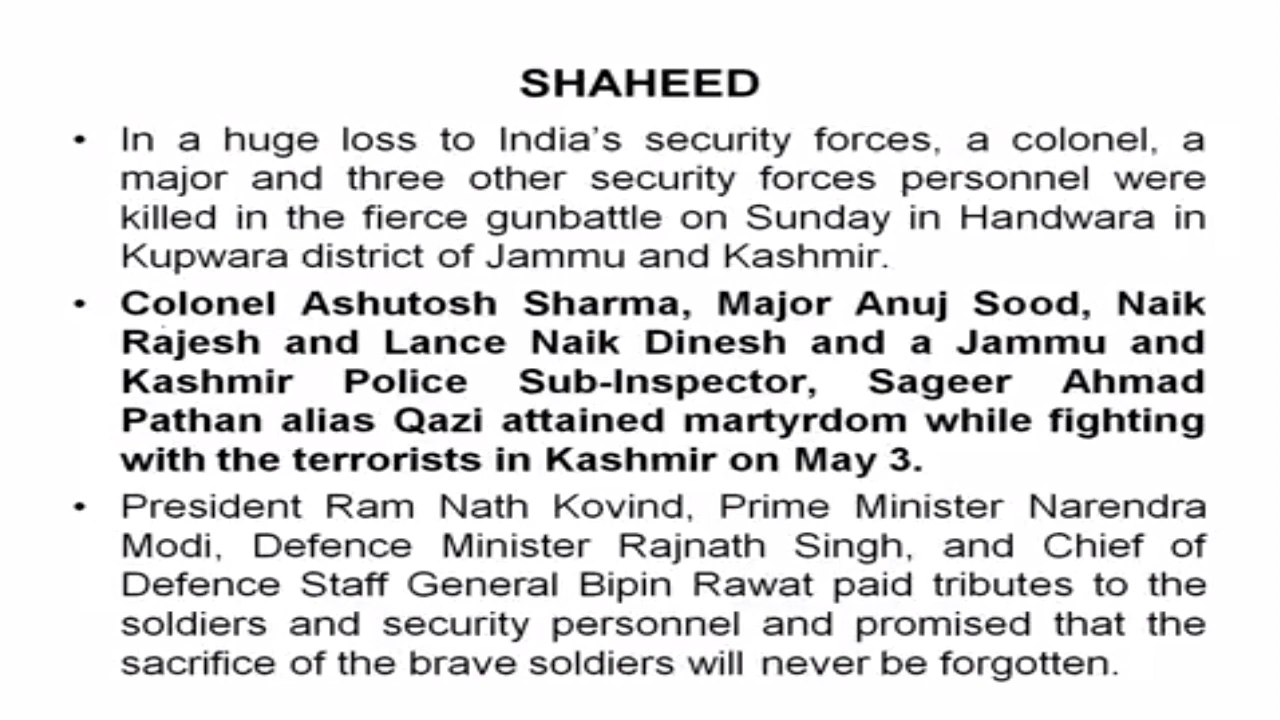 SHAHEED
• In a huge loss to India's security forces, a colonel, a
major and three other security forces personnel were
killed in the fierce gunbattle on Sunday in Handwara in
Kupwara district of Jammu and Kashmir.
• Colonel Ashutosh Sharma, Major Anuj Sood, Naik
Rajesh and Lance Naik Dinesh and a Jammu and
Kashmir Police Sub-Inspector, Sageer Ahmad
Pathan alias Qazi attained martyrdom while fighting
with the terrorists in Kashmir on May 3.
• President Ram Nath Kovind, Prime Minister Narendra
Modi, Defence Minister Rajnath Singh, and Chief of
Defence Staff General Bipin Rawat paid tributes to the
soldiers and security personnel and promised that the
sacrifice of the brave soldiers will never be forgotten.